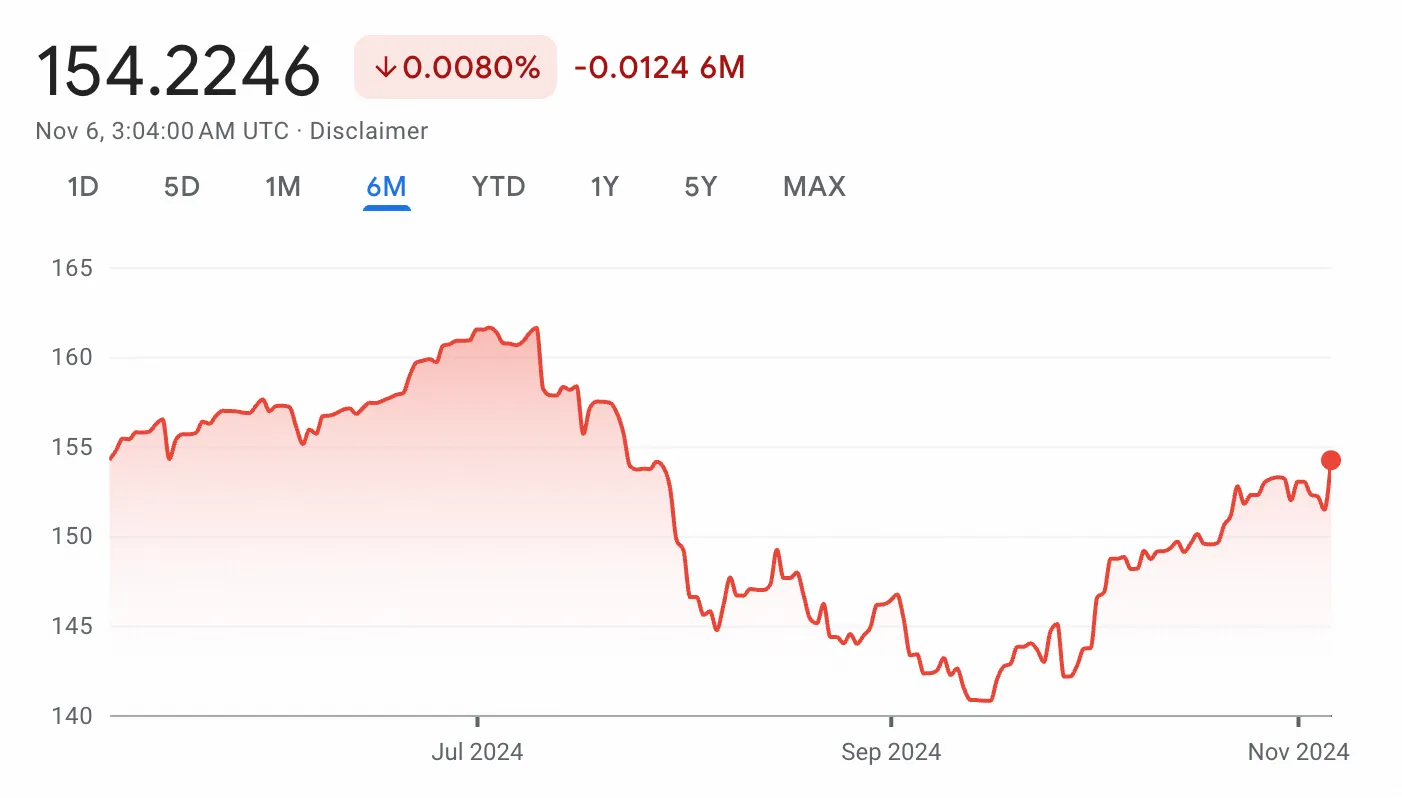 154.2246 ↓0.0080% -0.0124 6M
Nov 6, 3:04:00 AM UTC · Disclaimer
1D 5D 1M 6M YTD 1Y 5Y MAX
165
160
155
150
145
140
Jul 2024 Sep 2024 Nov 2024